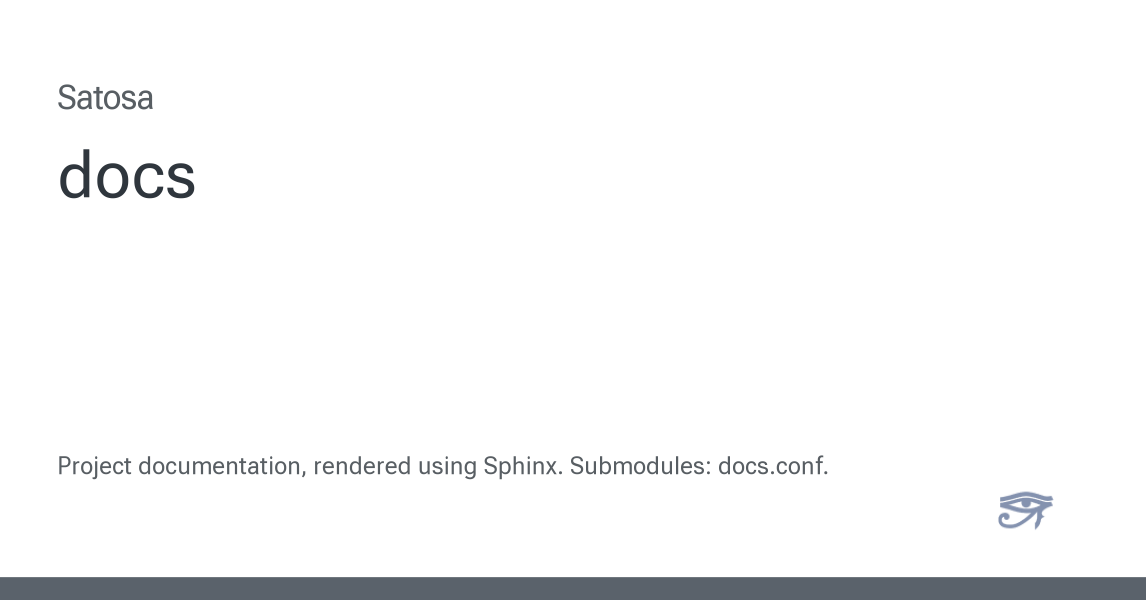 Satosa
docs
Project documentation, rendered using Sphinx. Submodules: docs.conf.